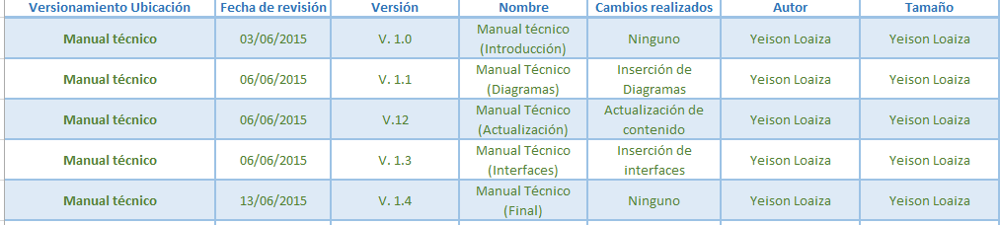 Versionamiento Ubicación Fecha de revisión Versión Nombre Cambios realizados Autor Tamaño
Manual técnico 03/06/2015 V. 1.0 Manual técnico (Introducción) Ninguno Yeison Loaiza Yeison Loaiza
Manual técnico 06/06/2015 V. 1.1 Manual Técnico (Diagramas) Inserción de Diagramas Yeison Loaiza Yeison Loaiza
Manual técnico 06/06/2015 V.12 Manual Técnico (Actualización) Actualización de contenido Yeison Loaiza Yeison Loaiza
Manual técnico 06/06/2015 V. 1.3 Manual Técnico (Interfaces) Inserción de interfaces Yeison Loaiza Yeison Loaiza
Manual técnico 13/06/2015 V. 1.4 Manual Técnico (Final) Ninguno Yeison Loaiza Yeison Loaiza